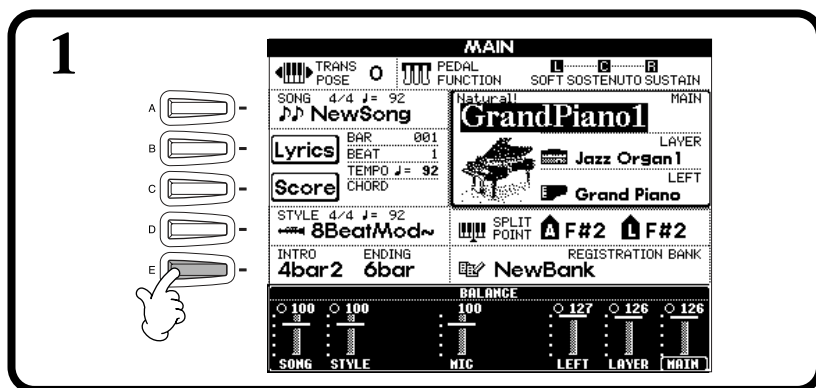 1
MAIN
TRANS POSE 0
PEDAL FUNCTION
L C R
SOFT SOSTENUTO SUSTAIN
SONG 4/4 ♩= 92
NewSong
Natural!
MAIN
GrandPiano1
A
B
C
D
E
Lyrics
BAR 001
BEAT 1
TEMPO ♩= 92
Score
CHORD
LAYER
Jazz Organ1
LEFT
Grand Piano
STYLE 4/4 ♩= 92
8BeatMod~
SPLIT POINT A F#2 L F#2
INTRO ENDING
4bar2 6bar
REGISTRATION BANK
NewBank
BALANCE
100 100 100 127 126 126
SONG STYLE MIC LEFT LAYER MAIN